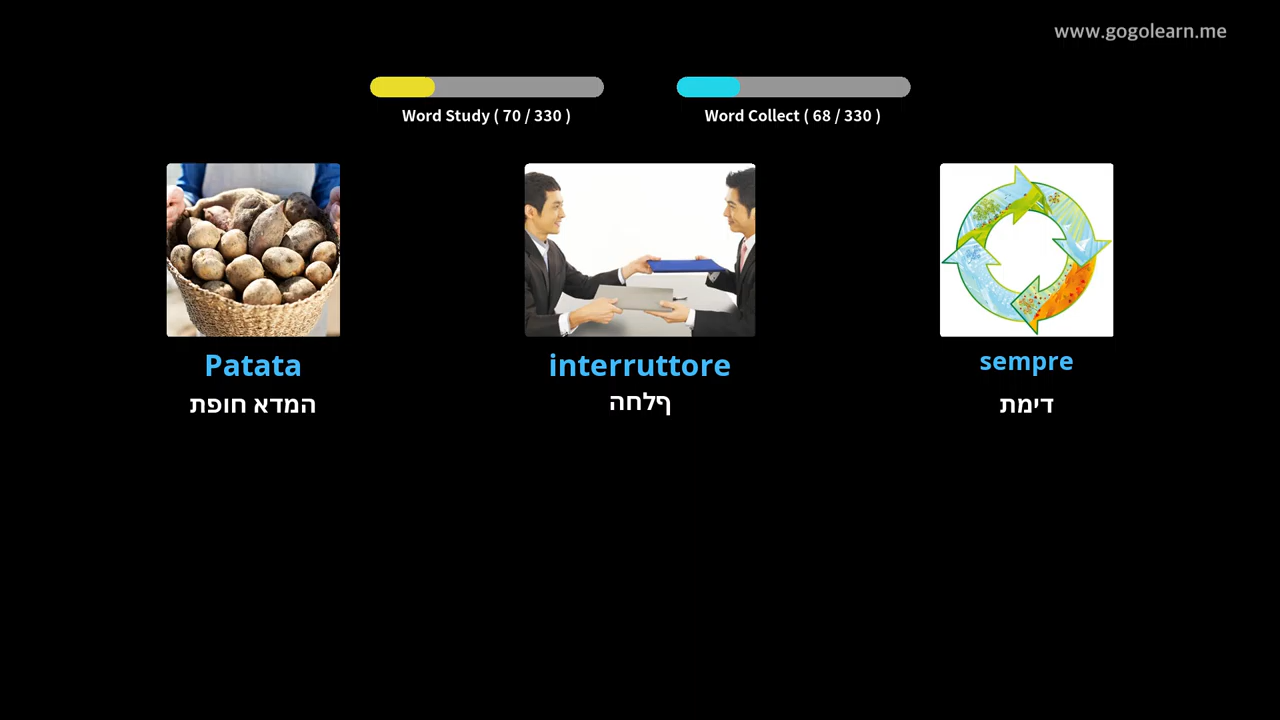 www.gogolearn.me
Word Study ( 70 / 330 )
Word Collect ( 68 / 330 )
Patata
המדא חופת
interruttore
ףלחה
sempre
דימת